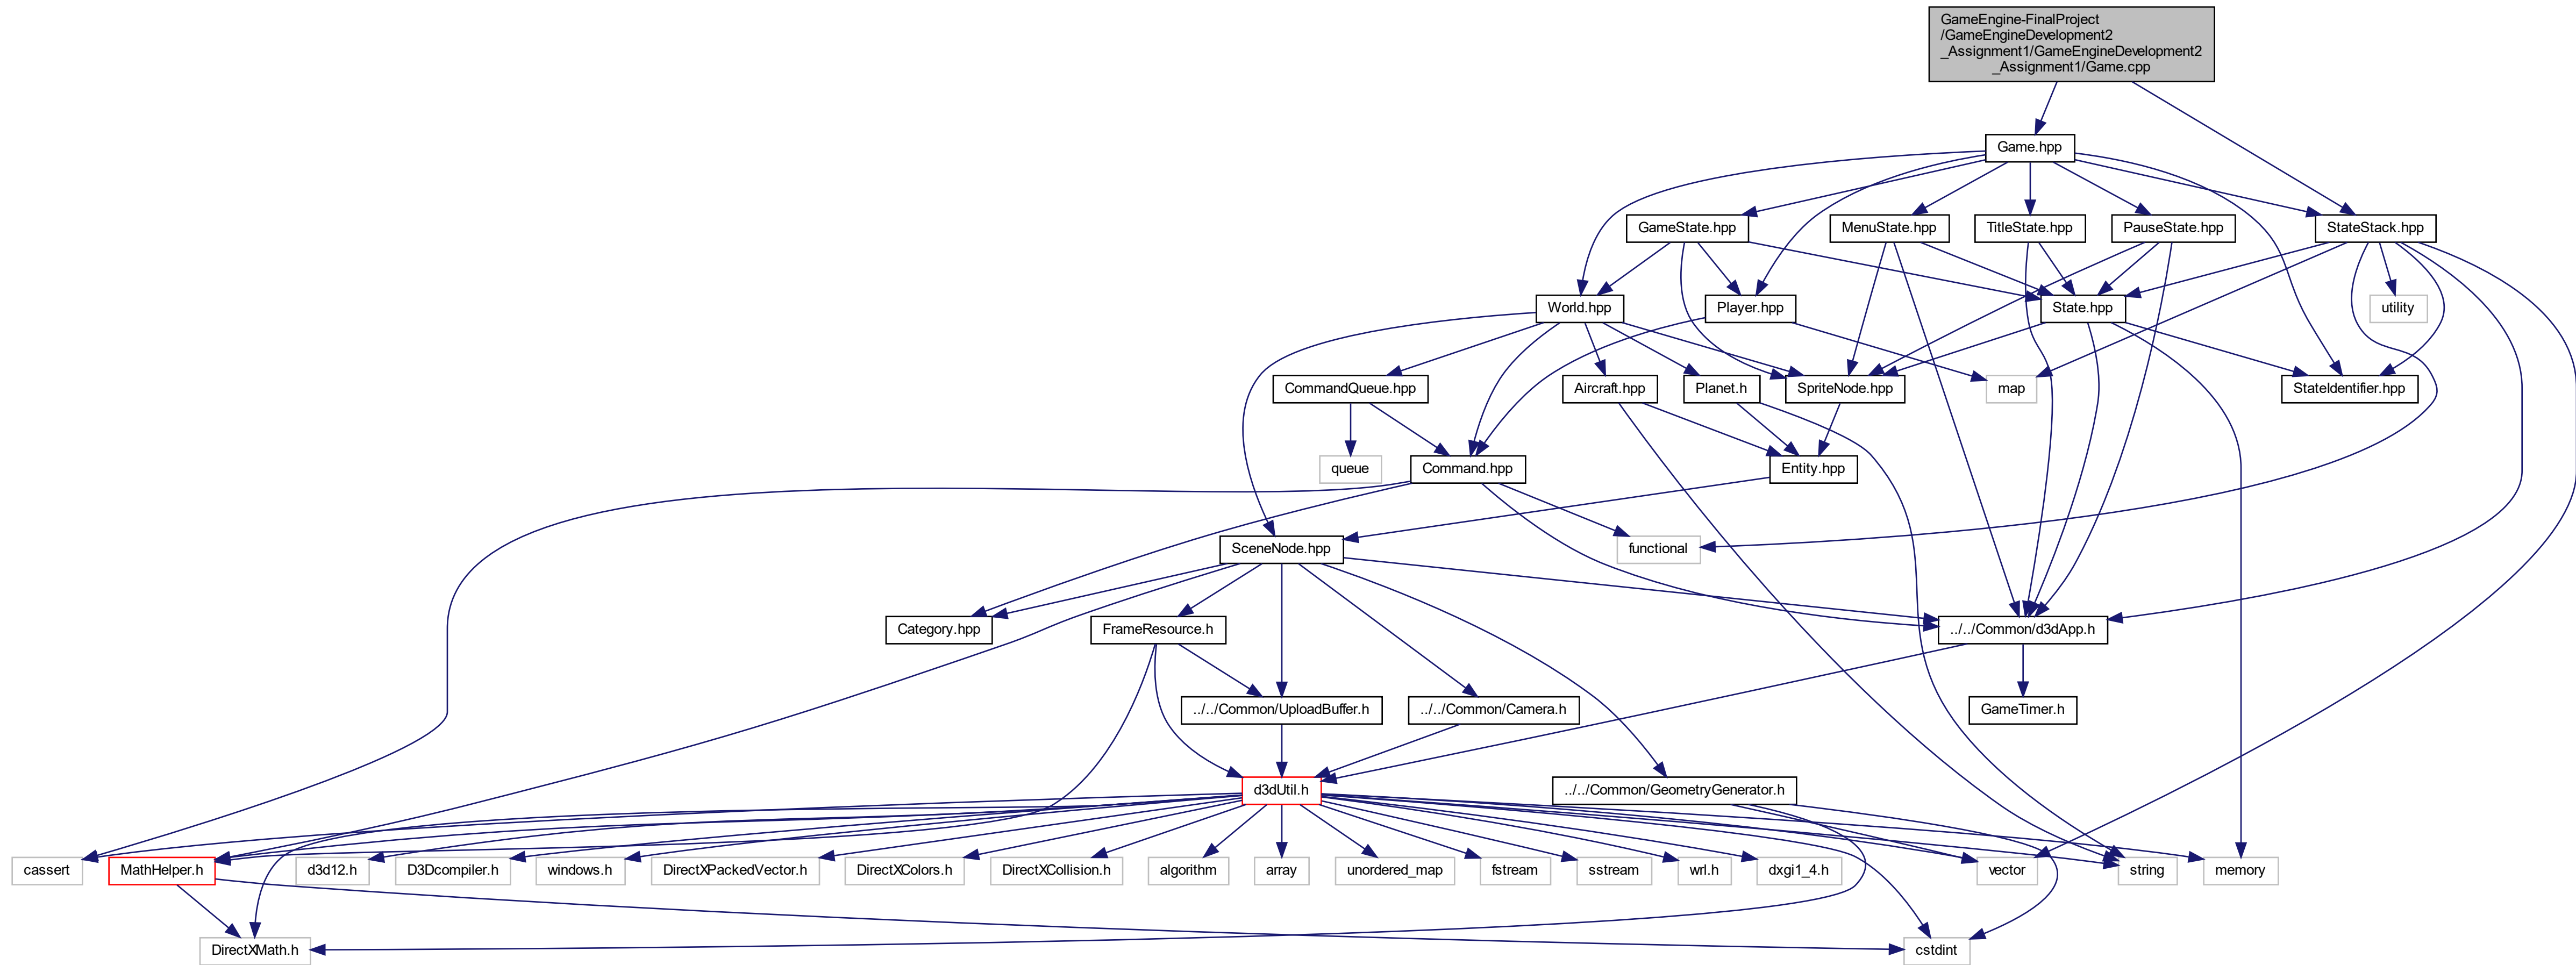 GameEngine-FinalProject
/GameEngineDevelopment2
_Assignment1/GameEngineDevelopment2
_Assignment1/Game.cpp
Game.hpp
GameState.hpp
MenuState.hpp
TitleState.hpp
PauseState.hpp
StateStack.hpp
World.hpp
Player.hpp
State.hpp
utility
CommandQueue.hpp
Aircraft.hpp
Planet.h
SpriteNode.hpp
map
StateIdentifier.hpp
queue
Command.hpp
Entity.hpp
SceneNode.hpp
functional
Category.hpp
FrameResource.h
../../Common/d3dApp.h
../../Common/UploadBuffer.h
../../Common/Camera.h
GameTimer.h
d3dUtil.h
../../Common/GeometryGenerator.h
cassert
MathHelper.h
d3d12.h
D3Dcompiler.h
windows.h
DirectXPackedVector.h
DirectXColors.h
DirectXCollision.h
algorithm
array
unordered_map
fstream
sstream
wrl.h
dxgi1_4.h
vector
string
memory
DirectXMath.h
cstdint